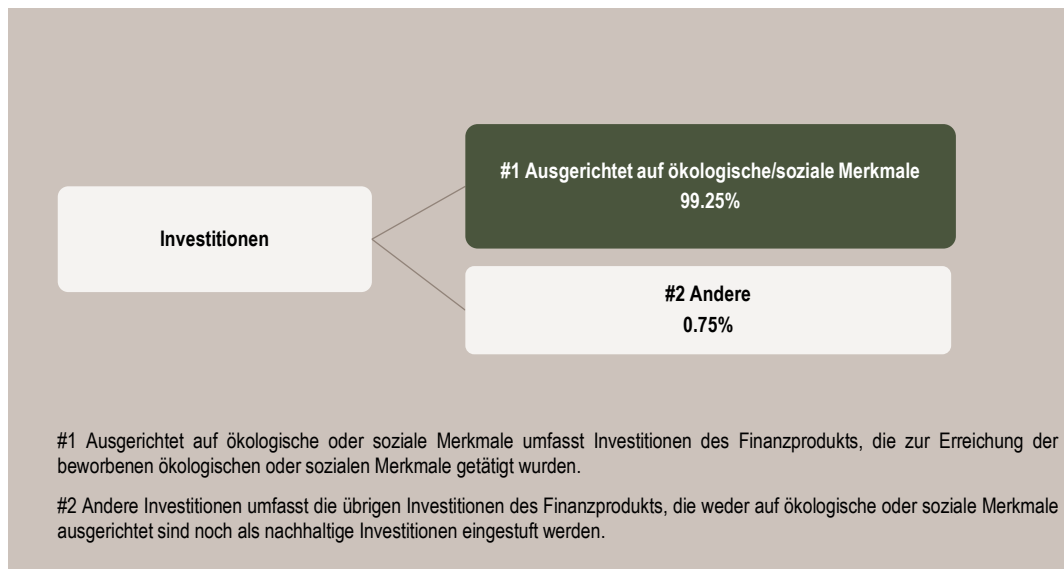 #1 Ausgerichtet auf ökologische/soziale Merkmale
99.25%
Investitionen
#2 Andere
0.75%
#1 Ausgerichtet auf ökologische oder soziale Merkmale umfasst Investitionen des Finanzprodukts, die zur Erreichung der
beworbenen ökologischen oder sozialen Merkmale getätigt wurden.
#2 Andere Investitionen umfasst die übrigen Investitionen des Finanzprodukts, die weder auf ökologische oder soziale Merkmale
ausgerichtet sind noch als nachhaltige Investitionen eingestuft werden.